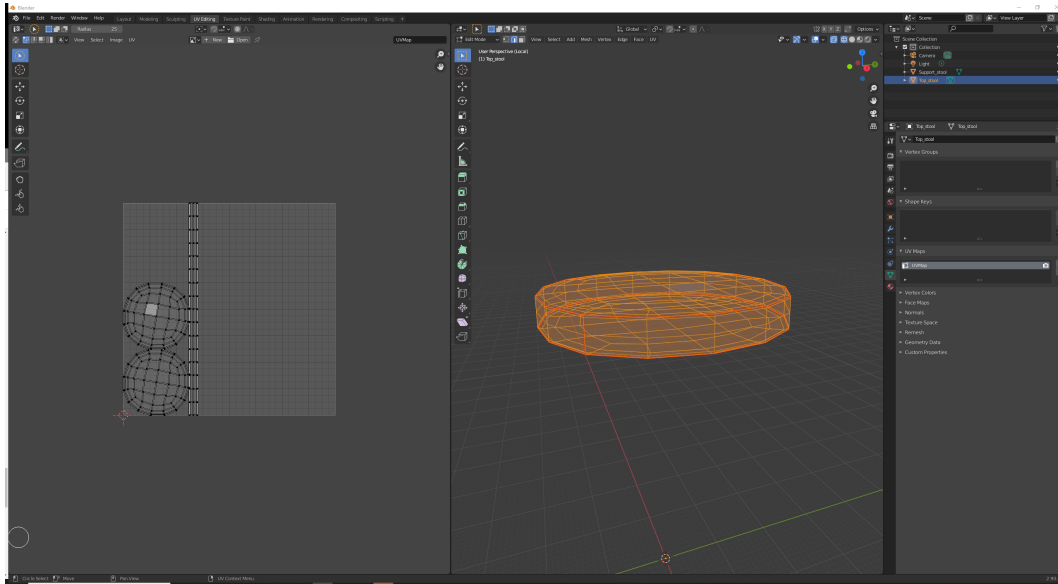 Blender
File Edit Render Window Help Layout Modeling Sculpting UV Editing Texture Paint Shading Animation Rendering Compositing Scripting + Scene View Layer
Radius 25 Global Options
View Select Image UV New Open UVMap Edit Mode View Select Add Mesh Vertex Edge Face UV
User Perspective (Local)
(1) Top_stool
Scene Collection
Collection
Camera
Light
Support_stool
Top_stool
Top_stool Top_stool
Top_stool
Vertex Groups
Shape Keys
UV Maps
UVMap
Vertex Colors
Face Maps
Normals
Texture Space
Remesh
Geometry Data
Custom Properties
Circle Select Move Pan View UV Context Menu